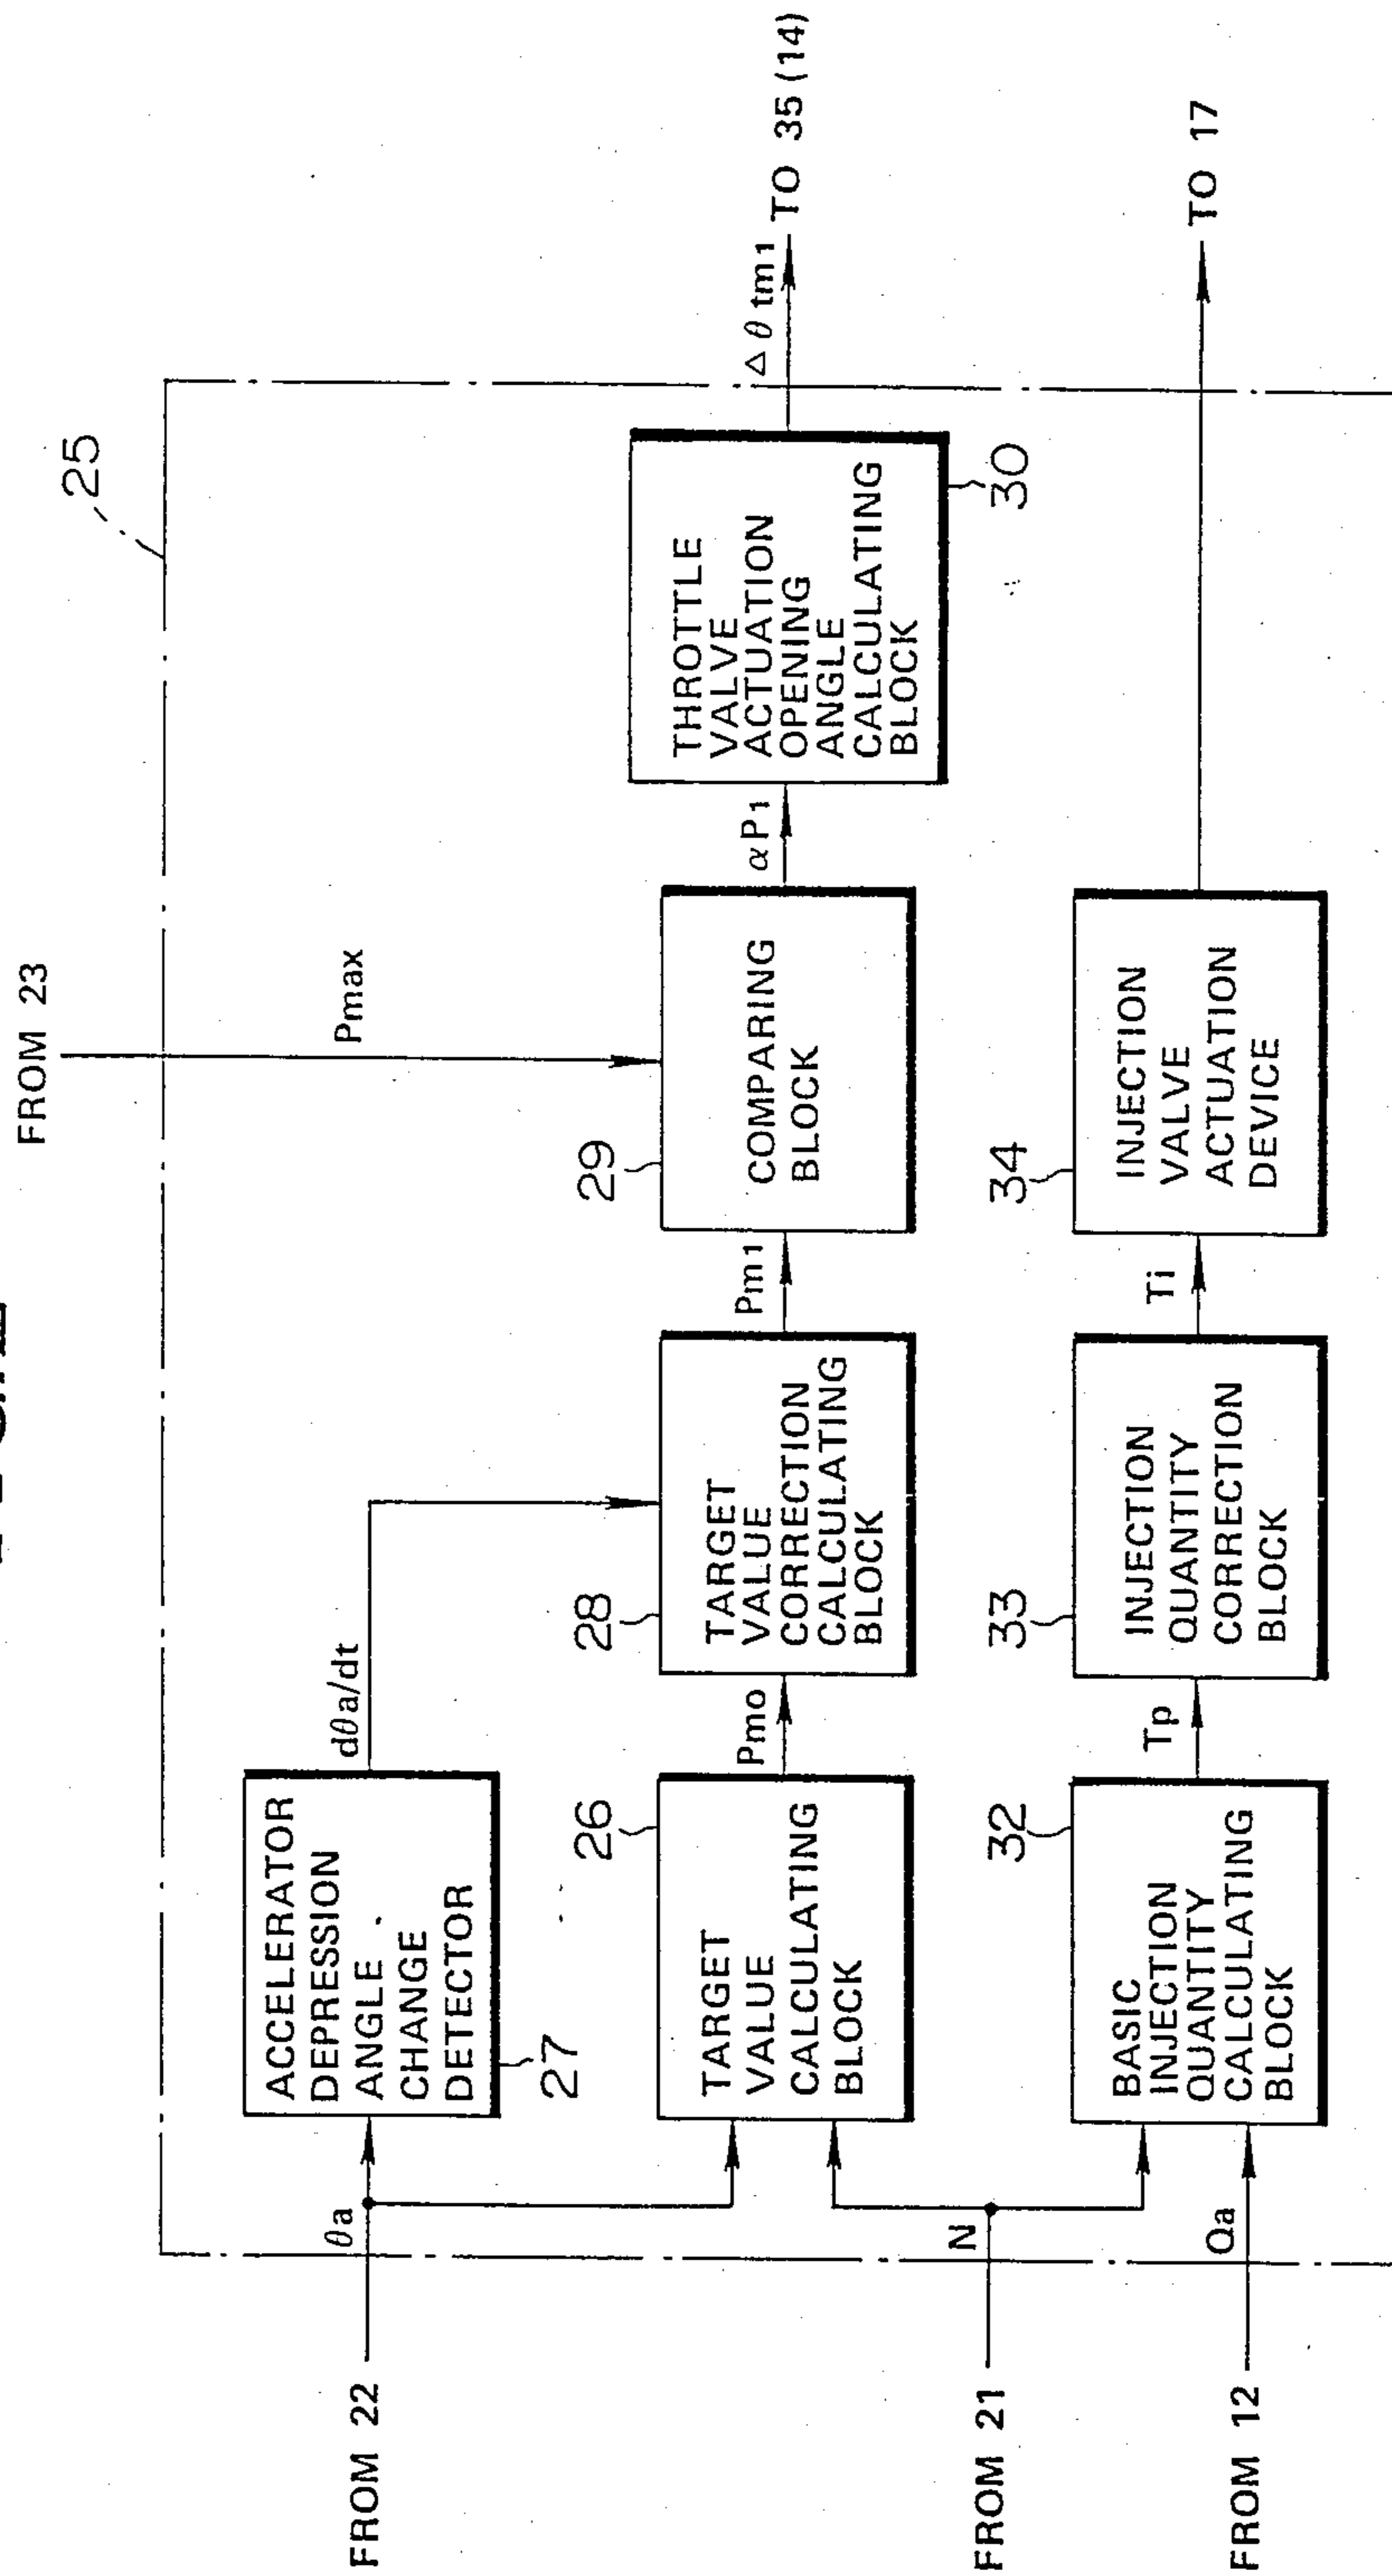 FROM 23
25
Pmax
FROM 22
θa
ACCELERATOR
DEPRESSION
ANGLE
CHANGE
DETECTOR
27
dθa/dt
26
TARGET
VALUE
CALCULATING
BLOCK
Pmo
28
TARGET
VALUE
CORRECTION
CALCULATING
BLOCK
Pm1
29
COMPARING
BLOCK
αP1
THROTTLE
VALVE
ACTUATION
OPENING
ANGLE
CALCULATING
BLOCK
30
Δθtm1
TO 35 (14)
FROM 21
N
FROM 12
Qa
32
BASIC
INJECTION
QUANTITY
CALCULATING
BLOCK
Tp
33
INJECTION
QUANTITY
CORRECTION
BLOCK
Ti
34
INJECTION
VALVE
ACTUATION
DEVICE
TO 17